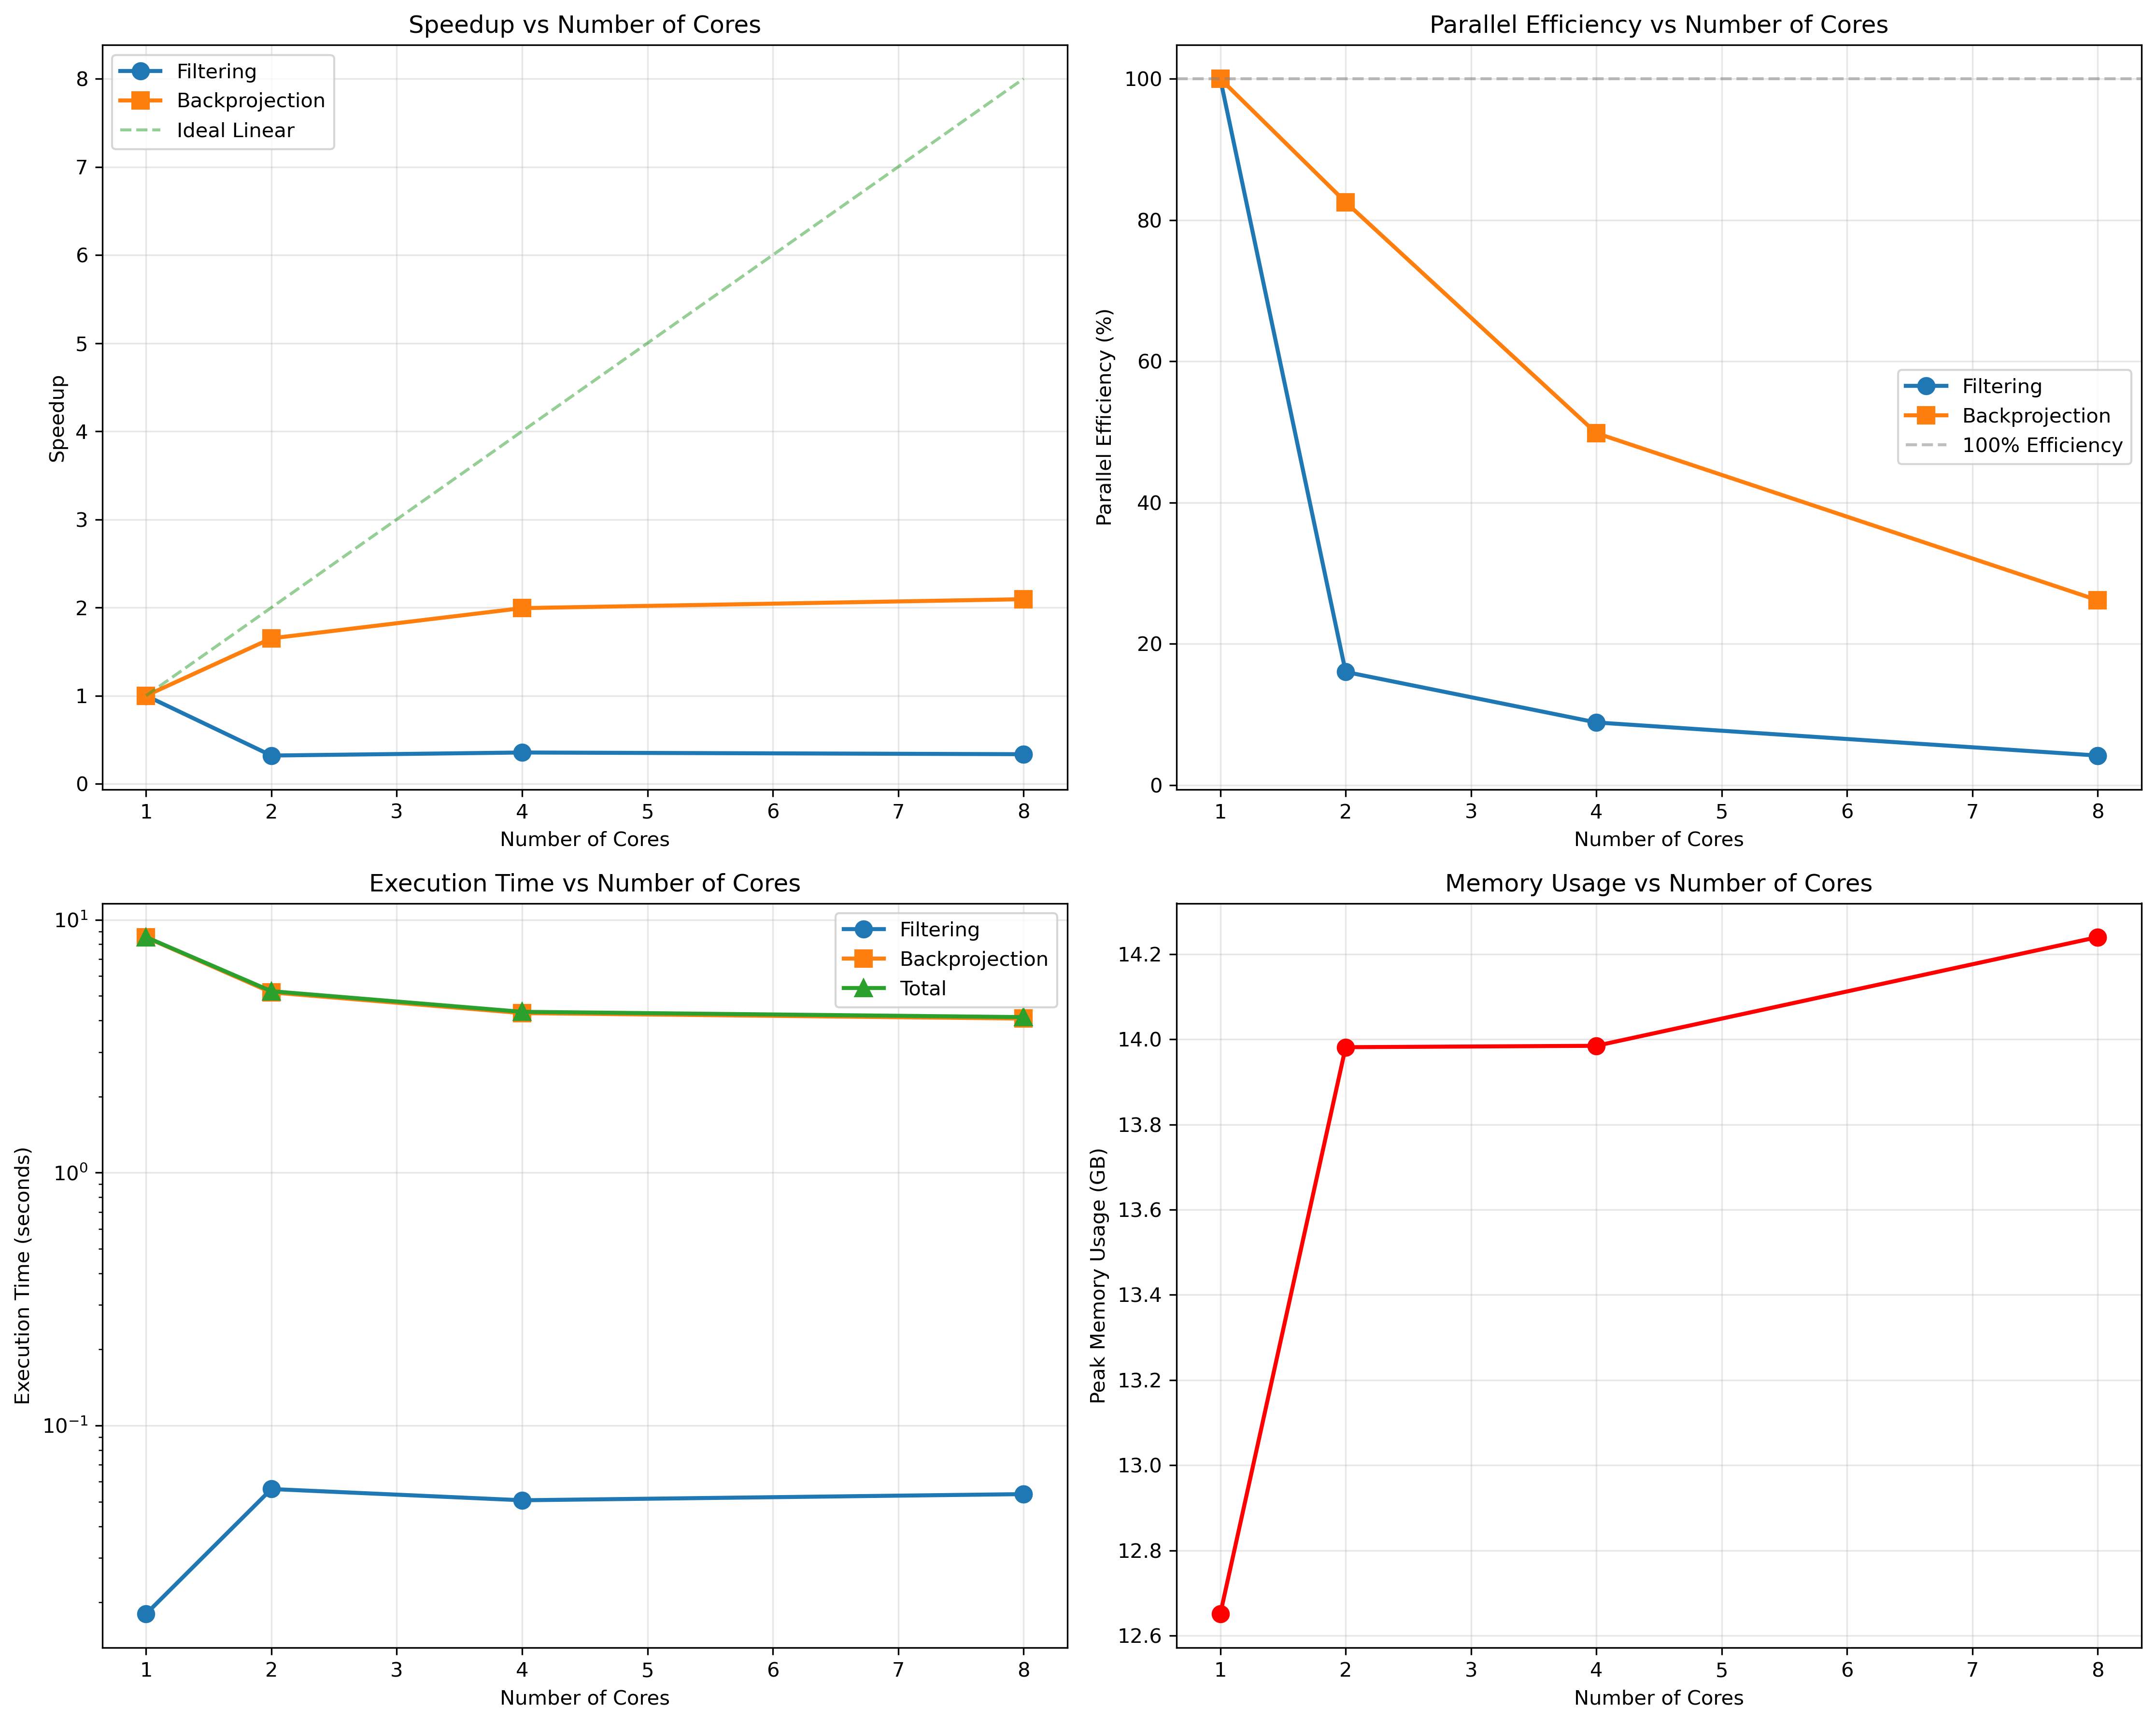 Speedup vs Number of Cores
Filtering
Backprojection
Ideal Linear
Speedup
8
7
6
5
4
3
2
1
0
1 2 3 4 5 6 7 8
Number of Cores
Parallel Efficiency vs Number of Cores
Filtering
Backprojection
100% Efficiency
Parallel Efficiency (%)
100
80
60
40
20
0
1 2 3 4 5 6 7 8
Number of Cores
Execution Time vs Number of Cores
Filtering
Backprojection
Total
Execution Time (seconds)
10¹
10⁰
10⁻¹
1 2 3 4 5 6 7 8
Number of Cores
Memory Usage vs Number of Cores
Peak Memory Usage (GB)
14.2
14.0
13.8
13.6
13.4
13.2
13.0
12.8
12.6
1 2 3 4 5 6 7 8
Number of Cores